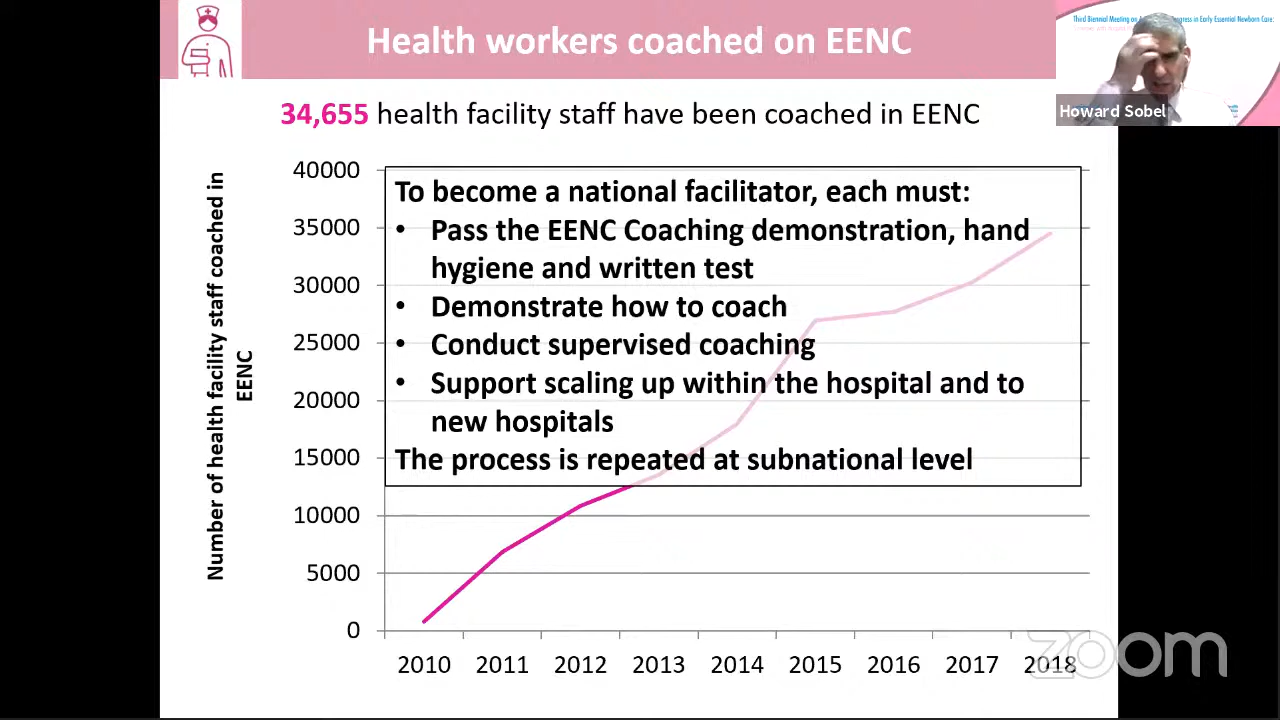 Health workers coached on EENC
Third Biennial Meeting on
gress in Early Essential Newborn Care:
Howard Sobel
34,655 health facility staff have been coached in EENC
Number of health facility staff coached in
EENC
40000
35000
30000
25000
20000
15000
10000
5000
0
To become a national facilitator, each must:
• Pass the EENC Coaching demonstration, hand
hygiene and written test
• Demonstrate how to coach
• Conduct supervised coaching
• Support scaling up within the hospital and to
new hospitals
The process is repeated at subnational level
2010 2011 2012 2013 2014 2015 2016 2017 2018
zoom